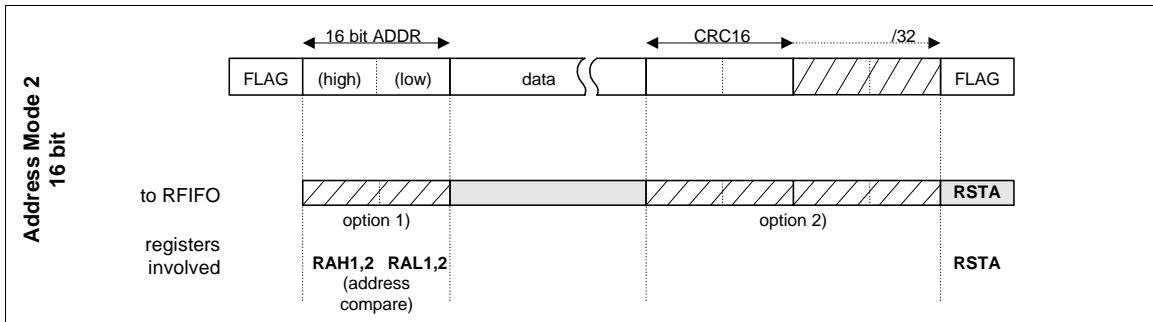 Address Mode 2
16 bit
16 bit ADDR
CRC16
/32
FLAG
(high)
(low)
data
FLAG
to RFIFO
RSTA
option 1)
option 2)
registers
involved
RAH1,2
RAL1,2
RSTA
(address
compare)